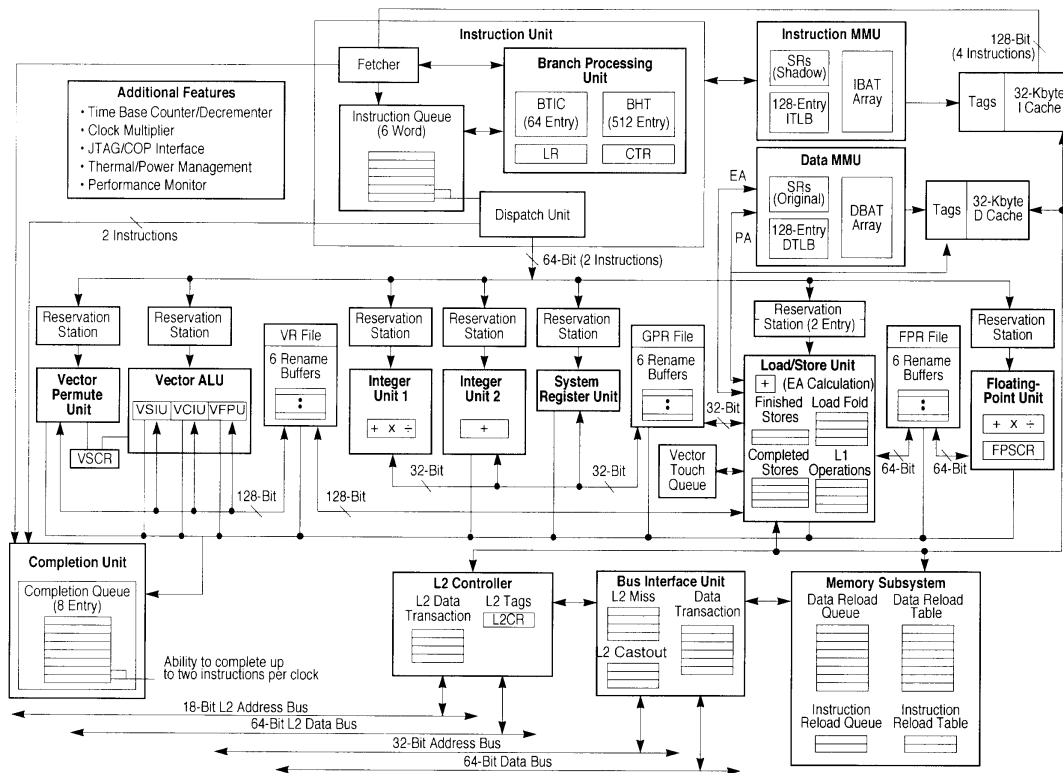 Instruction Unit
Fetcher
Branch Processing
Unit
BTIC
(64 Entry)
BHT
(512 Entry)
LR
CTR
Instruction Queue
(6 Word)
Dispatch Unit
Instruction MMU
SRs
(Shadow)
128-Entry
ITLB
IBAT
Array
128-Bit
(4 Instructions)
Tags
32-Kbyte
I Cache
Additional Features
• Time Base Counter/Decrementer
• Clock Multiplier
• JTAG/COP Interface
• Thermal/Power Management
• Performance Monitor
Data MMU
SRs
(Original)
128-Entry
DTLB
DBAT
Array
EA
PA
Tags
32-Kbyte
D Cache
2 Instructions
64-Bit (2 Instructions)
Reservation
Station
Reservation
Station
VR File
6 Rename
Buffers
Reservation
Station
Reservation
Station
Reservation
Station
GPR File
6 Rename
Buffers
Reservation
Station (2 Entry)
FPR File
6 Rename
Buffers
Reservation
Station
Vector
Permute
Unit
Vector ALU
VSIU
VCIU
VFPU
VSCR
Integer
Unit 1
+ x ÷
Integer
Unit 2
+
System
Register Unit
Load/Store Unit
+
(EA Calculation)
Finished
Stores
Load Fold
Completed
Stores
L1
Operations
Floating-
Point Unit
+ x ÷
FPSCR
32-Bit
Vector
Touch
Queue
64-Bit
64-Bit
32-Bit
32-Bit
128-Bit
128-Bit
Completion Unit
Completion Queue
(8 Entry)
Ability to complete up
to two instructions per clock
L2 Controller
L2 Data
Transaction
L2 Tags
L2CR
Bus Interface Unit
L2 Miss
Data
Transaction
L2 Castout
Memory Subsystem
Data Reload
Queue
Data Reload
Table
Instruction
Reload Queue
Instruction
Reload Table
18-Bit L2 Address Bus
64-Bit L2 Data Bus
32-Bit Address Bus
64-Bit Data Bus